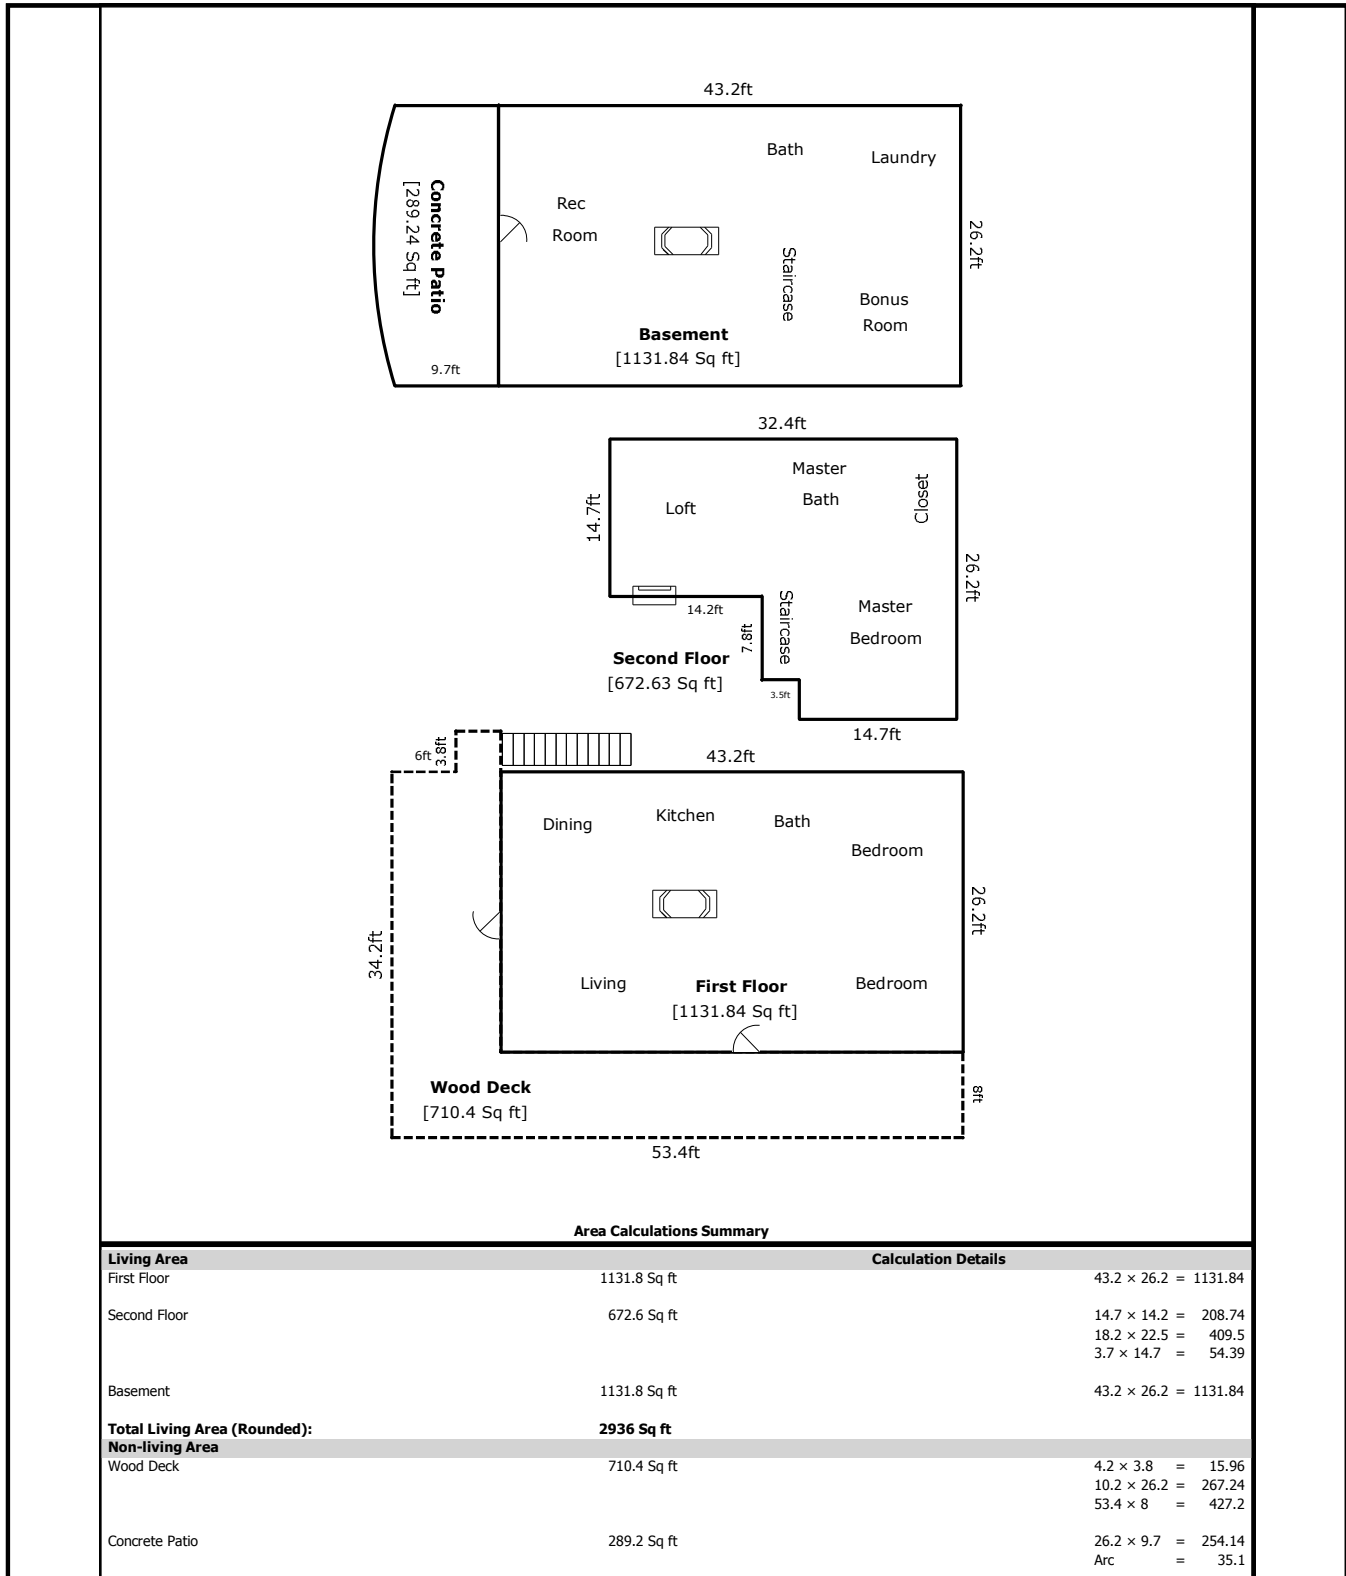 43.2ft
Bath
Laundry
Concrete Patio
[289.24 Sq ft]
Rec
Room
26.2ft
Staircase
Bonus
Room
Basement
[1131.84 Sq ft]
9.7ft
32.4ft
Master
Bath
Closet
14.7ft
Loft
26.2ft
14.2ft
7.8ft
Staircase
Master
Bedroom
Second Floor
[672.63 Sq ft]
3.5ft
14.7ft
6ft
3.8ft
43.2ft
Dining
Kitchen
Bath
Bedroom
34.2ft
26.2ft
Living
First Floor
Bedroom
[1131.84 Sq ft]
Wood Deck
[710.4 Sq ft]
8ft
53.4ft
Area Calculations Summary
Living Area Calculation Details
First Floor 1131.8 Sq ft 43.2 × 26.2 = 1131.84
Second Floor 672.6 Sq ft 14.7 × 14.2 = 208.74
18.2 × 22.5 = 409.5
3.7 × 14.7 = 54.39
Basement 1131.8 Sq ft 43.2 × 26.2 = 1131.84
Total Living Area (Rounded): 2936 Sq ft
Non-living Area
Wood Deck 710.4 Sq ft 4.2 × 3.8 = 15.96
10.2 × 26.2 = 267.24
53.4 × 8 = 427.2
Concrete Patio 289.2 Sq ft 26.2 × 9.7 = 254.14
Arc = 35.1